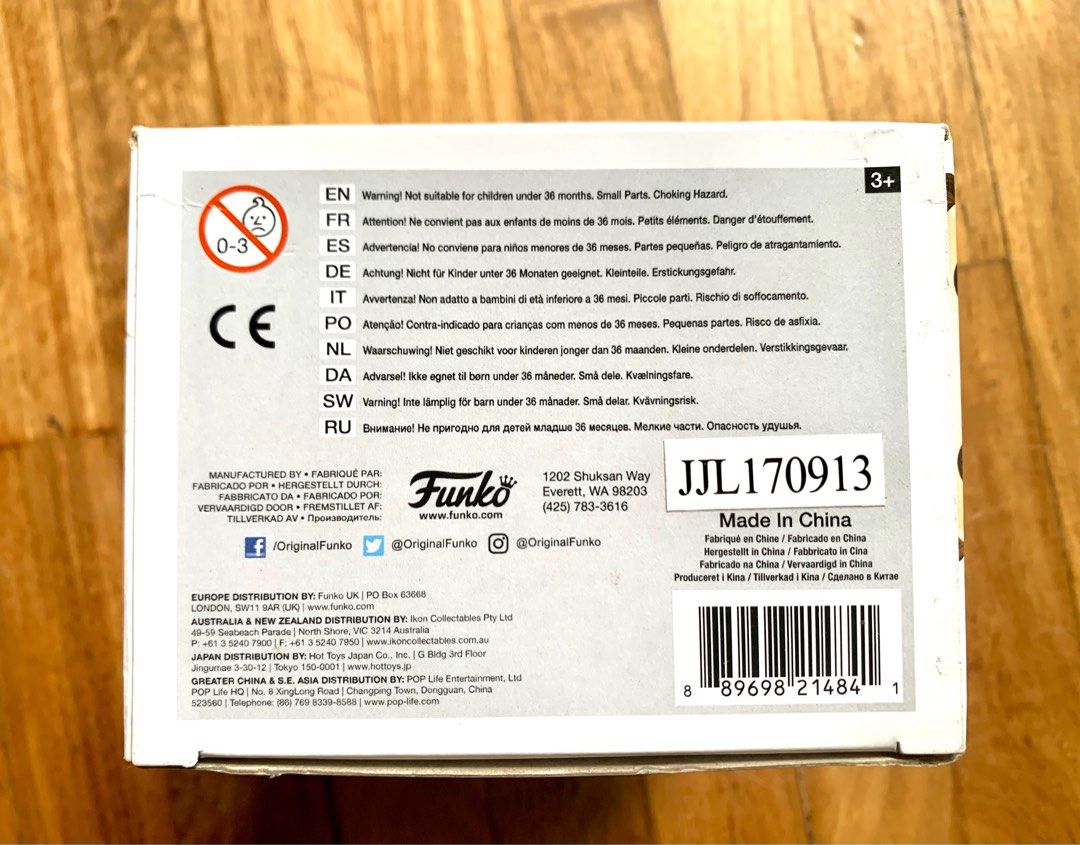 0-3
3+
EN Warning! Not suitable for children under 36 months. Small Parts. Choking Hazard.
FR Attention! Ne convient pas aux enfants de moins de 36 mois. Petits éléments. Danger d'étouffement.
ES Advertencia! No conviene para niños menores de 36 meses. Partes pequeñas. Peligro de atragantamiento.
DE Achtung! Nicht für Kinder unter 36 Monaten geeignet. Kleinteile. Erstickungsgefahr.
IT Avvertenza! Non adatto a bambini di età inferiore a 36 mesi. Piccole parti. Rischio di soffocamento.
PO Atenção! Contra-indicado para crianças com menos de 36 meses. Pequenas partes. Risco de asfixia.
NL Waarschuwing! Niet geschikt voor kinderen jonger dan 36 maanden. Kleine onderdelen. Verstikkingsgevaar.
DA Advarsel! Ikke egnet til børn under 36 måneder. Små dele. Kvælningsfare.
SW Varning! Inte lämplig för barn under 36 månader. Små delar. Kvävningsrisk.
RU Внимание! Не пригодно для детей младше 36 месяцев. Мелкие части. Опасность удушья.
CE
MANUFACTURED BY • FABRIQUÉ PAR:
FABRICADO POR • HERGESTELLT DURCH:
FABBRICATO DA • FABRICADO POR:
VERVAARDIGD DOOR • FREMSTILLET AF:
TILLVERKAD AV • Производитель:
Funko
www.funko.com
1202 Shuksan Way
Everett, WA 98203
(425) 783-3616
JJL170913
/OriginalFunko @OriginalFunko @OriginalFunko
Made In China
Fabriqué en Chine / Fabricado en China
Hergestellt in China / Fabbricato in Cina
Fabricado na China / Vervaardigd in China
Produceret i Kina / Tillverkad i Kina / Сделано в Китае
EUROPE DISTRIBUTION BY: Funko UK | PO Box 63668
LONDON, SW11 9AR (UK) | www.funko.com
AUSTRALIA & NEW ZEALAND DISTRIBUTION BY: Ikon Collectables Pty Ltd
49-59 Seabeach Parade | North Shore, VIC 3214 Australia
P: +61 3 5240 7900 | F: +61 3 5240 7950 | www.ikoncollectables.com.au
JAPAN DISTRIBUTION BY: Hot Toys Japan Co., Inc. | G Bldg 3rd Floor
Jingumae 3-30-12 | Tokyo 150-0001 | www.hottoys.jp
GREATER CHINA & S.E. ASIA DISTRIBUTION BY: POP Life Entertainment, Ltd
POP Life HQ | No. 8 XingLong Road | Changping Town, Dongguan, China
523560 | Telephone: (86) 769 8339-8588 | www.pop-life.com
8 89698 21484 1